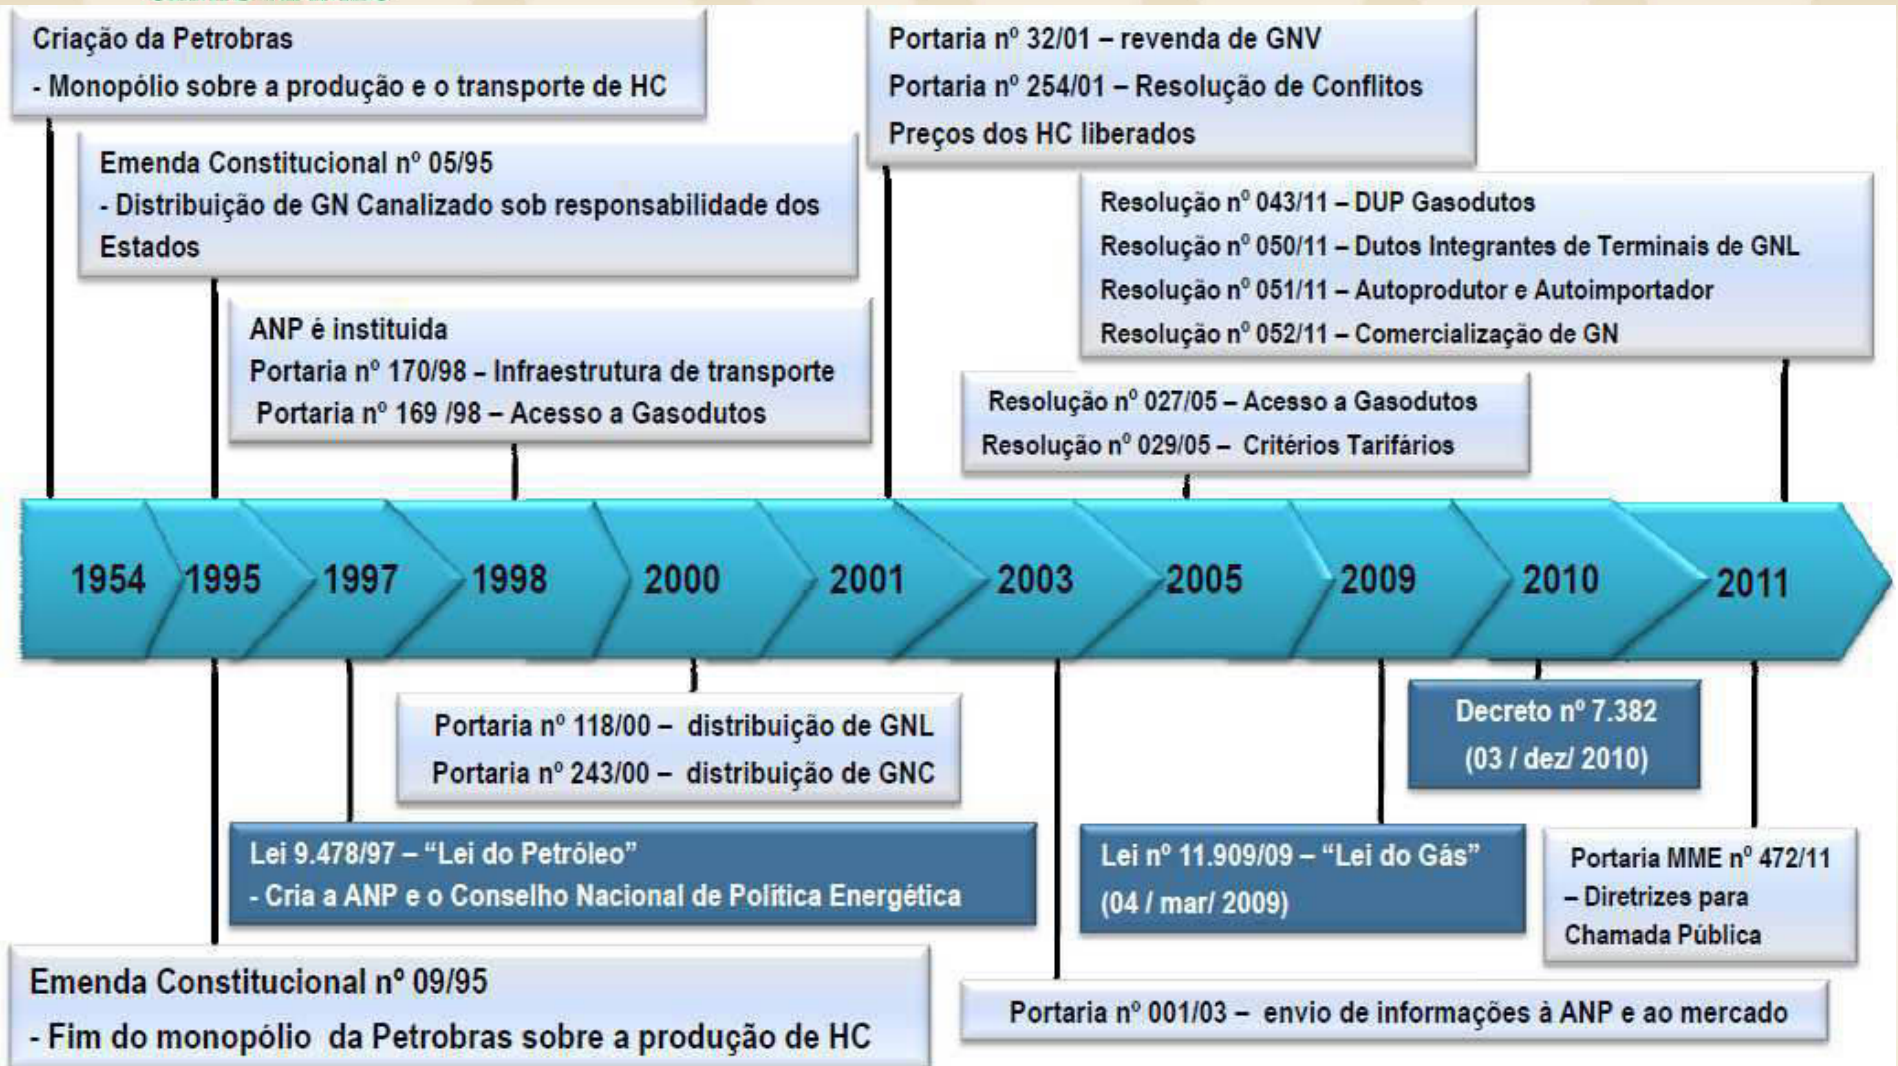 Criação da Petrobras
- Monopólio sobre a produção e o transporte de HC
Emenda Constitucional nº 05/95
- Distribuição de GN Canalizado sob responsabilidade dos
Estados
ANP é instituida
Portaria nº 170/98 – Infraestrutura de transporte
Portaria nº 169 /98 – Acesso a Gasodutos
Portaria nº 32/01 – revenda de GNV
Portaria nº 254/01 – Resolução de Conflitos
Preços dos HC liberados
Resolução nº 043/11 – DUP Gasodutos
Resolução nº 050/11 – Dutos Integrantes de Terminais de GNL
Resolução nº 051/11 – Autoprodutor e Autoimportador
Resolução nº 052/11 – Comercialização de GN
Resolução nº 027/05 – Acesso a Gasodutos
Resolução nº 029/05 – Critérios Tarifários
1954 1995 1997 1998 2000 2001 2003 2005 2009 2010 2011
Portaria nº 118/00 – distribuição de GNL
Portaria nº 243/00 – distribuição de GNC
Lei 9.478/97 – “Lei do Petróleo”
- Cria a ANP e o Conselho Nacional de Política Energética
Emenda Constitucional nº 09/95
- Fim do monopólio da Petrobras sobre a produção de HC
Decreto nº 7.382
(03 / dez/ 2010)
Lei nº 11.909/09 – “Lei do Gás”
(04 / mar/ 2009)
Portaria MME nº 472/11
– Diretrizes para
Chamada Pública
Portaria nº 001/03 – envio de informações à ANP e ao mercado